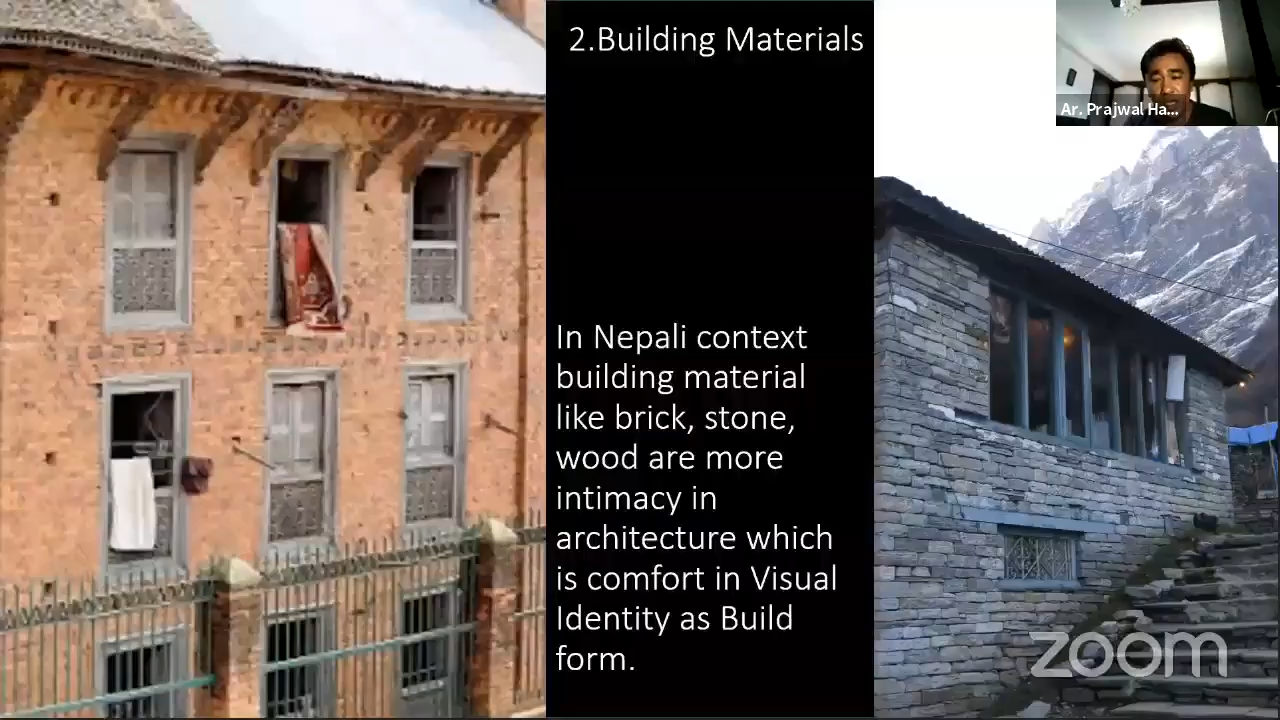 2.Building Materials
Ar. Prajwal Ha...
In Nepali context
building material
like brick, stone,
wood are more
intimacy in
architecture which
is comfort in Visual
Identity as Build
form.
zoom